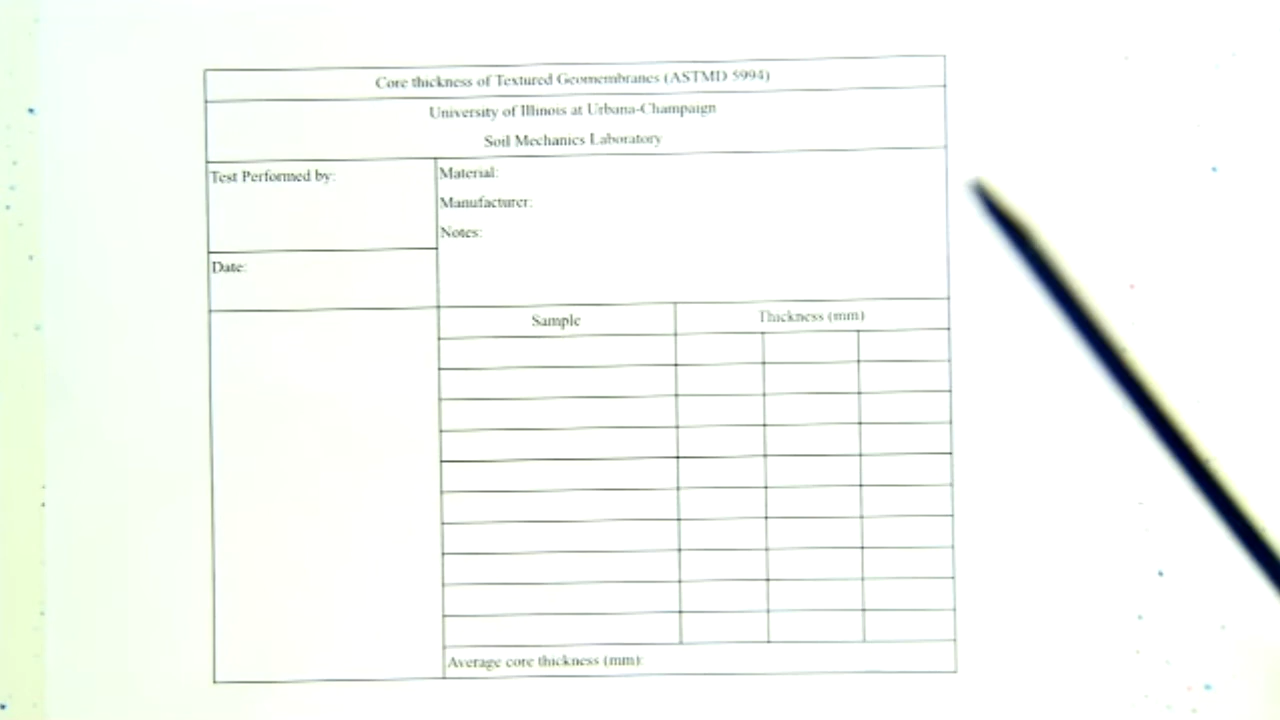 Core thickness of Textured Geomembranes (ASTMD 5994)
University of Illinois at Urbana-Champaign
Soil Mechanics Laboratory
Test Performed by:
Material:
Manufacturer:
Notes:
Date:
Sample
Thickness (mm)
Average core thickness (mm):